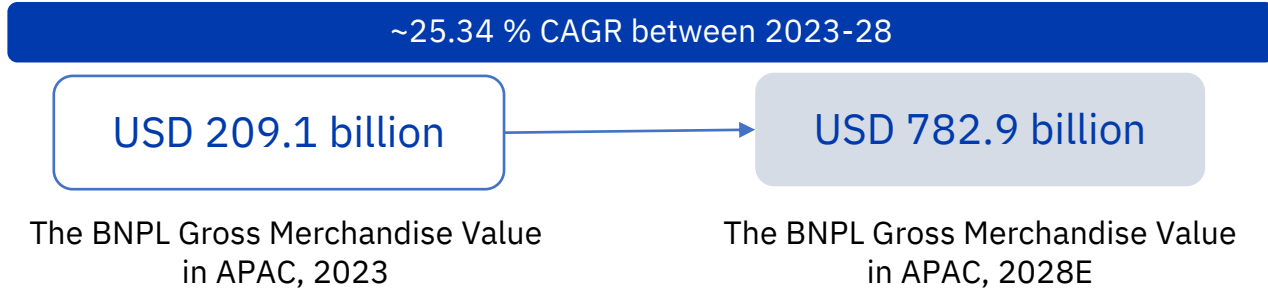 ~25.34 % CAGR between 2023-28
USD 209.1 billion
USD 782.9 billion
The BNPL Gross Merchandise Value
in APAC, 2023
The BNPL Gross Merchandise Value
in APAC, 2028E